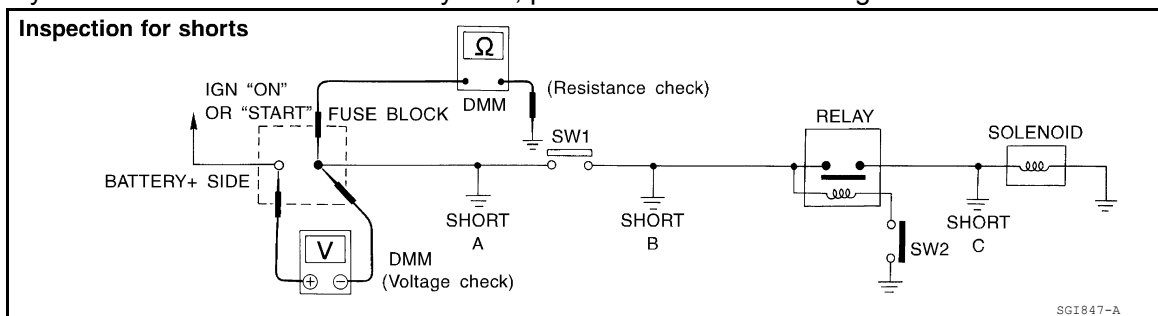 Inspection for shorts
IGN "ON"
OR "START"
FUSE BLOCK
Ω
DMM
(Resistance check)
BATTERY+ SIDE
SW1
RELAY
SOLENOID
SHORT
A
SHORT
B
SHORT
C
SW2
V
+ −
DMM
(Voltage check)
SGI847-A